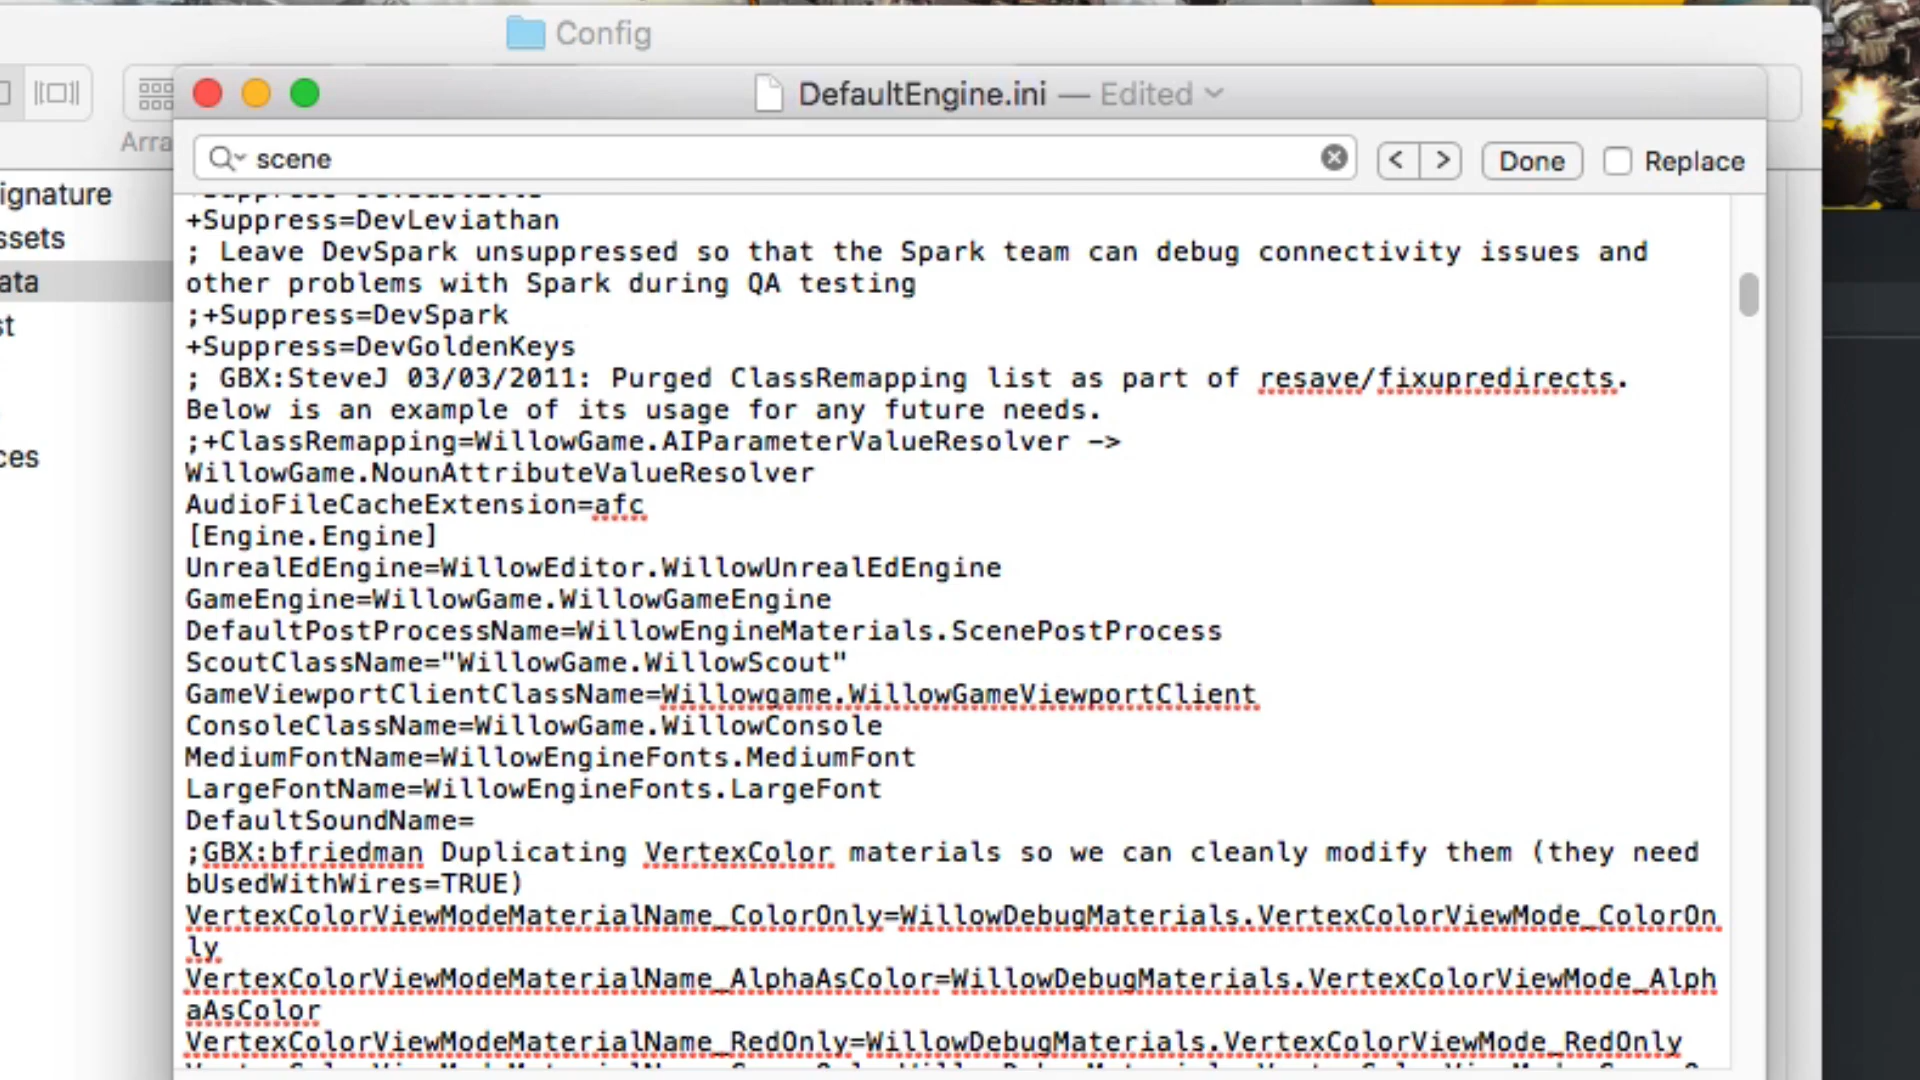 Config
DefaultEngine.ini — Edited
Arra
scene
Done
Replace
ignature
ssets
ata
st
ces
+Suppress=DevLeviathan
; Leave DevSpark unsuppressed so that the Spark team can debug connectivity issues and
other problems with Spark during QA testing
;+Suppress=DevSpark
+Suppress=DevGoldenKeys
; GBX:SteveJ 03/03/2011: Purged ClassRemapping list as part of resave/fixupredirects.
Below is an example of its usage for any future needs.
;+ClassRemapping=WillowGame.AIParameterValueResolver ->
WillowGame.NounAttributeValueResolver
AudioFileCacheExtension=afc
[Engine.Engine]
UnrealEdEngine=WillowEditor.WillowUnrealEdEngine
GameEngine=WillowGame.WillowGameEngine
DefaultPostProcessName=WillowEngineMaterials.ScenePostProcess
ScoutClassName="WillowGame.WillowScout"
GameViewportClientClassName=Willowgame.WillowGameViewportClient
ConsoleClassName=WillowGame.WillowConsole
MediumFontName=WillowEngineFonts.MediumFont
LargeFontName=WillowEngineFonts.LargeFont
DefaultSoundName=
;GBX:bfriedman Duplicating VertexColor materials so we can cleanly modify them (they need
bUsedWithWires=TRUE)
VertexColorViewModeMaterialName_ColorOnly=WillowDebugMaterials.VertexColorViewMode_ColorOn
ly
VertexColorViewModeMaterialName_AlphaAsColor=WillowDebugMaterials.VertexColorViewMode_Alph
aAsColor
VertexColorViewModeMaterialName_RedOnly=WillowDebugMaterials.VertexColorViewMode_RedOnly